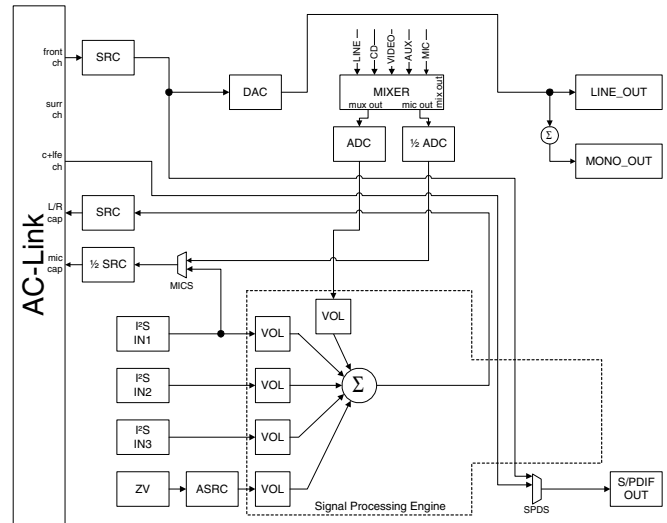 AC-Link
front
ch
surr
ch
c+lfe
ch
L/R
cap
mic
cap
SRC
DAC
LINE
CD
VIDEO
AUX
MIC
MIXER
mux out
mic out
mix out
LINE_OUT
Σ
MONO_OUT
ADC
½ ADC
SRC
½ SRC
MICS
VOL
I²S
IN1
VOL
I²S
IN2
VOL
Σ
I²S
IN3
VOL
ZV
ASRC
VOL
Signal Processing Engine
SPDS
S/PDIF
OUT